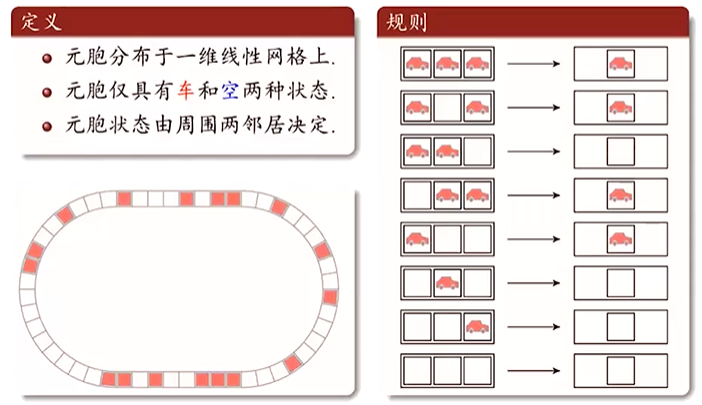 定义
元胞分布于一维线性网格上.
元胞仅具有车和空两种状态.
元胞状态由周围两邻居决定.
规则